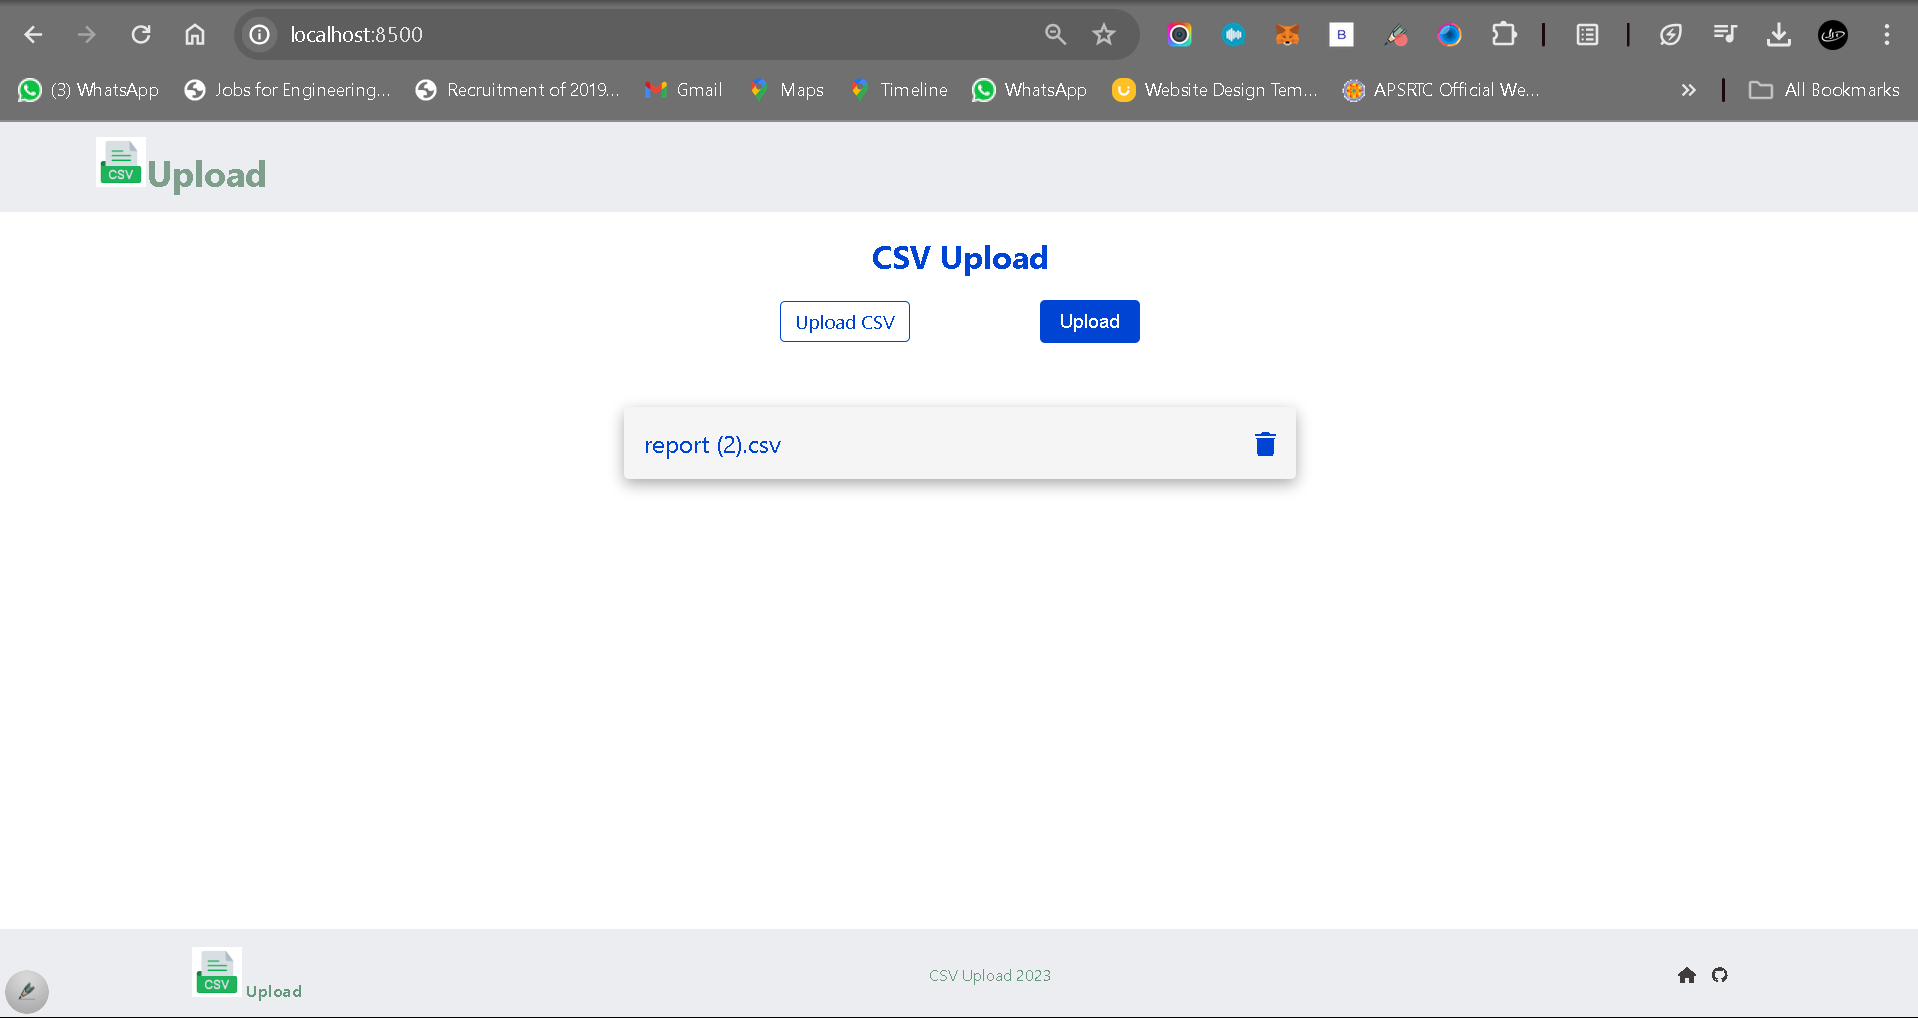 localhost:8500
B
(3) WhatsApp Jobs for Engineering... Recruitment of 2019... Gmail Maps Timeline WhatsApp Website Design Tem... APSRTC Official We... » All Bookmarks
CSV Upload
CSV Upload
Upload CSV Upload
report (2).csv
CSV Upload CSV Upload 2023